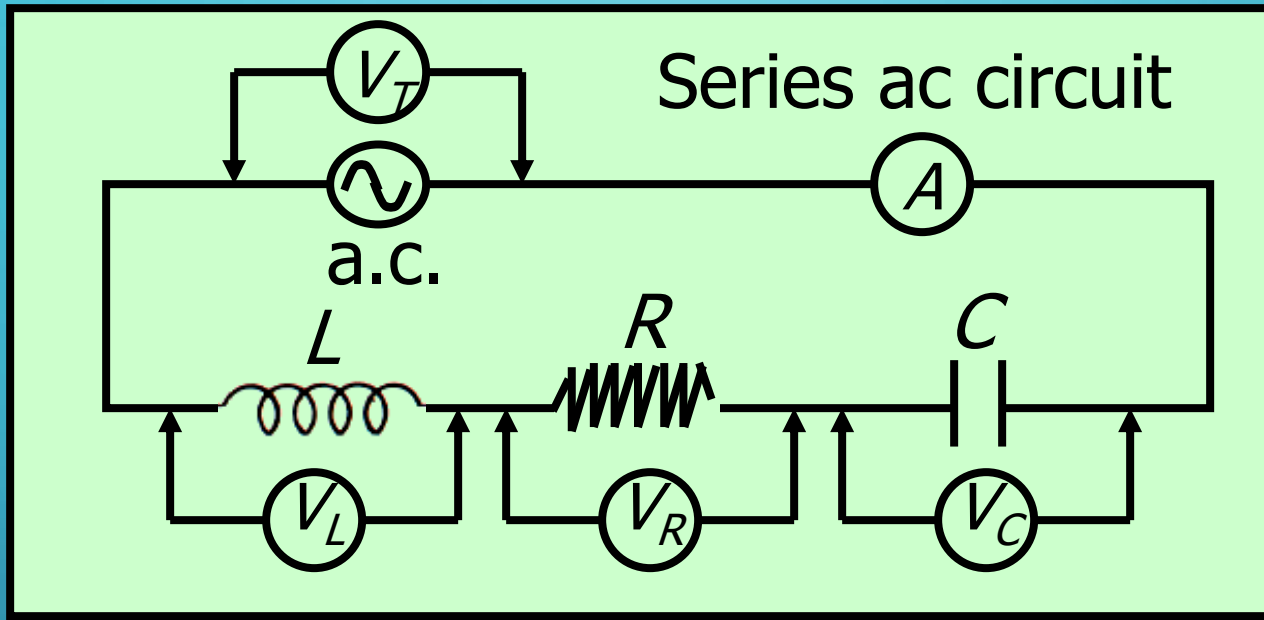 V_T
Series ac circuit
A
a.c.
L
R
C
V_L
V_R
V_C